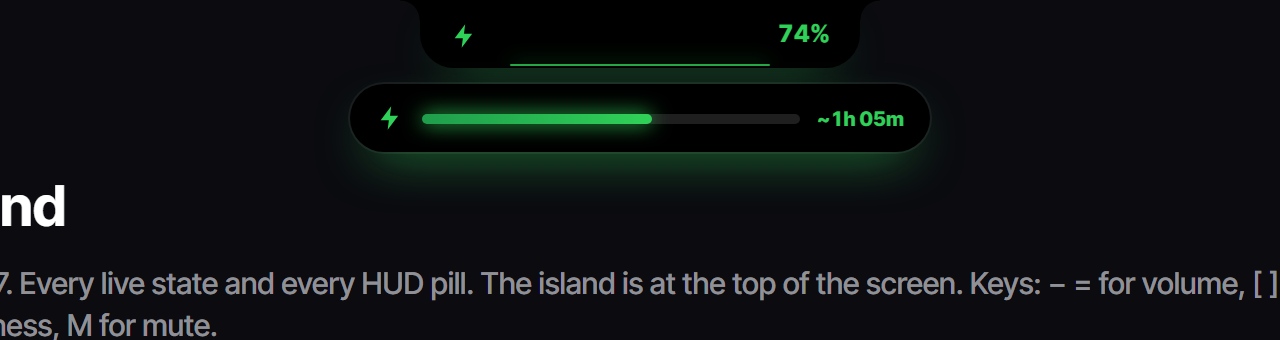 74%
~1h 05m
nd
7. Every live state and every HUD pill. The island is at the top of the screen. Keys: − = for volume, [ ]
ness, M for mute.